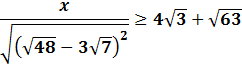 x / √((√48 − 3√7)²) ≥ 4√3 + √63